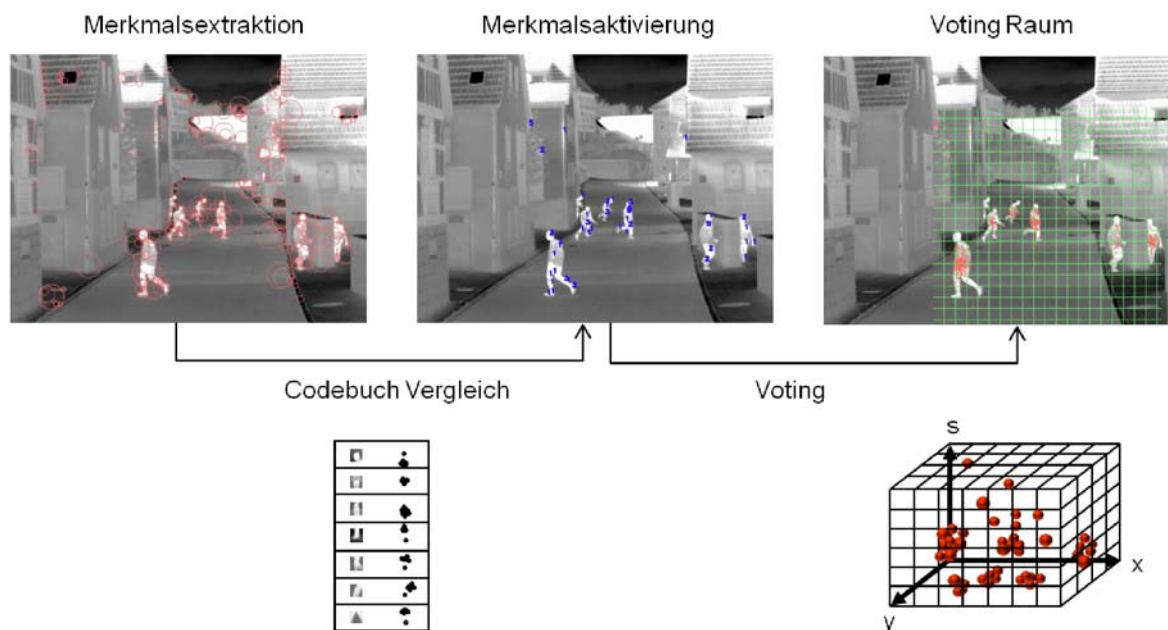 Merkmalsextraktion
Merkmalsaktivierung
Voting Raum
Codebuch Vergleich
Voting
s
x
y